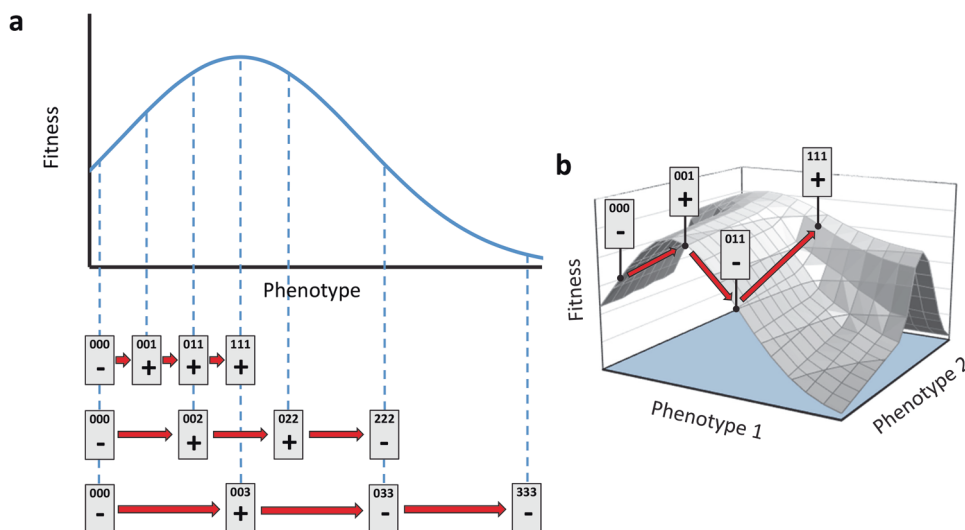 a
Fitness
Phenotype
000 001 011 111
- + + +
000 002 022 222
- + + -
000 003 033 333
- + - -
b
111
+
001
+
000
-
011
-
Fitness
Phenotype 1
Phenotype 2